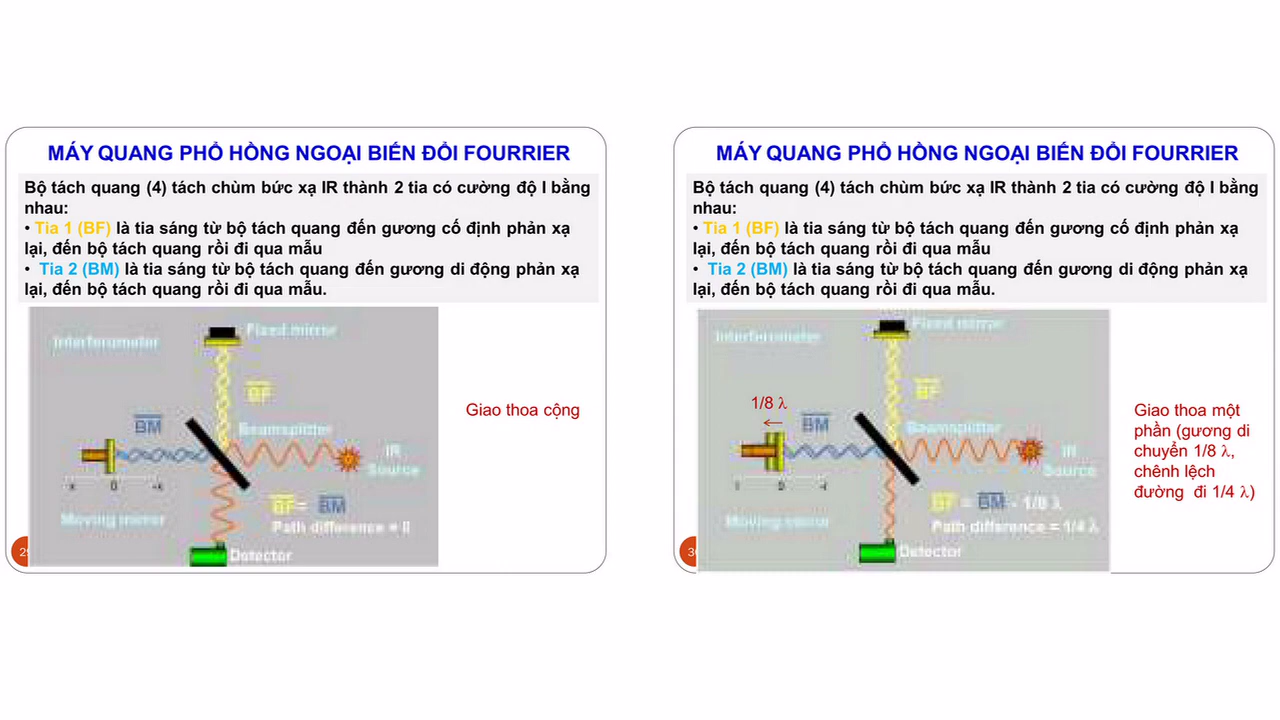 MÁY QUANG PHỔ HỒNG NGOẠI BIẾN ĐỔI FOURRIER
Bộ tách quang (4) tách chùm bức xạ IR thành 2 tia có cường độ I bằng
nhau:
• Tia 1 (BF) là tia sáng từ bộ tách quang đến gương cố định phản xạ
lại, đến bộ tách quang rồi đi qua mẫu
• Tia 2 (BM) là tia sáng từ bộ tách quang đến gương di động phản xạ
lại, đến bộ tách quang rồi đi qua mẫu.
Interferometer
Fixed mirror
BF
BM
Beamsplitter
IR
Source
-x 0 +x
Moving mirror
BF = BM
Path difference = 0
Detector
Giao thoa cộng
29
MÁY QUANG PHỔ HỒNG NGOẠI BIẾN ĐỔI FOURRIER
Bộ tách quang (4) tách chùm bức xạ IR thành 2 tia có cường độ I bằng
nhau:
• Tia 1 (BF) là tia sáng từ bộ tách quang đến gương cố định phản xạ
lại, đến bộ tách quang rồi đi qua mẫu
• Tia 2 (BM) là tia sáng từ bộ tách quang đến gương di động phản xạ
lại, đến bộ tách quang rồi đi qua mẫu.
Interferometer
Fixed mirror
BF
1/8 λ
BM
Beamsplitter
IR
Source
0
Moving mirror
BF = BM - 1/8 λ
Path difference = 1/4 λ
Detector
Giao thoa một
phần (gương di
chuyển 1/8 λ,
chênh lệch
đường đi 1/4 λ)
30